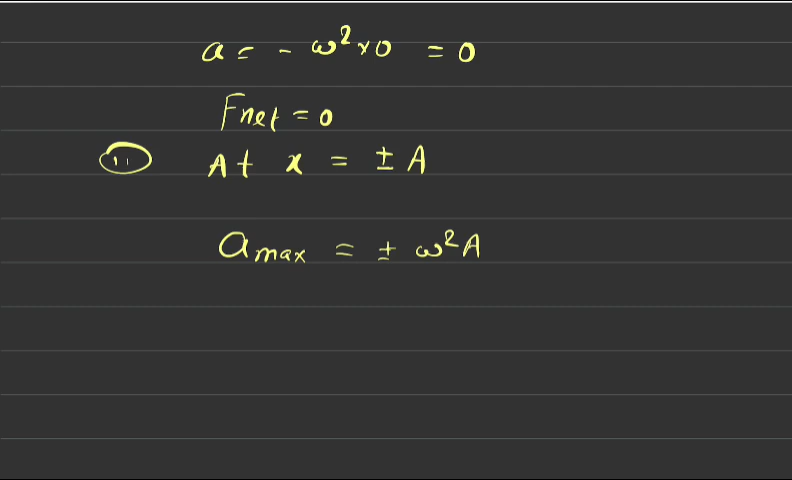 a = - ω²×0 = 0
Fnet = 0
(ii) At x = ± A
amax = ± ω²A